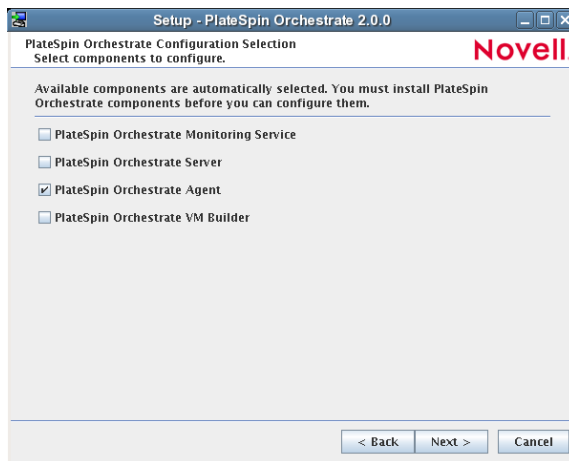 Setup - PlateSpin Orchestrate 2.0.0
PlateSpin Orchestrate Configuration Selection
Select components to configure.
Novell.
Available components are automatically selected. You must install PlateSpin
Orchestrate components before you can configure them.
PlateSpin Orchestrate Monitoring Service
PlateSpin Orchestrate Server
PlateSpin Orchestrate Agent
PlateSpin Orchestrate VM Builder
< Back
Next >
Cancel